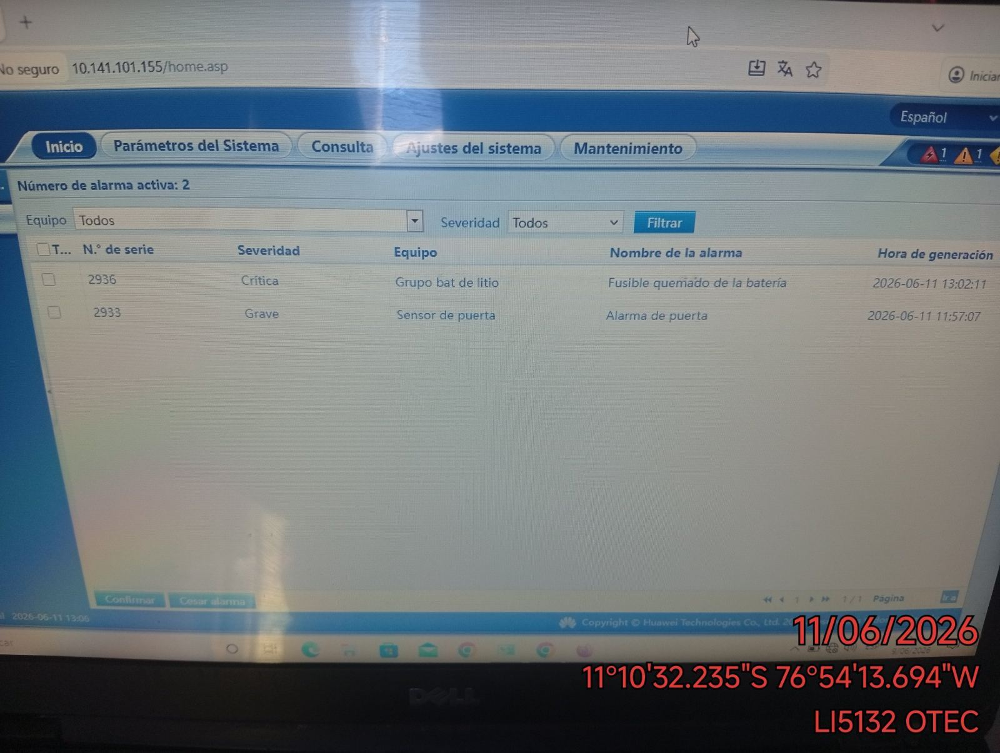 No seguro 10.141.101.155/home.asp
Iniciar
Español
Inicio Parámetros del Sistema Consulta Ajustes del sistema Mantenimiento
1 1
Número de alarma activa: 2
Equipo Todos Severidad Todos Filtrar
T... N.° de serie Severidad Equipo Nombre de la alarma Hora de generación
2936 Crítica Grupo bat de litio Fusible quemado de la batería 2026-06-11 13:02:11
2933 Grave Sensor de puerta Alarma de puerta 2026-06-11 11:57:07
Confirmar Cesar alarma 1 1/1 Página Ir a
2026-06-11 13:06 Copyright © Huawei Technologies Co., Ltd.
11/06/2026
DELL
11°10'32.235"S 76°54'13.694"W
LI5132 OTEC